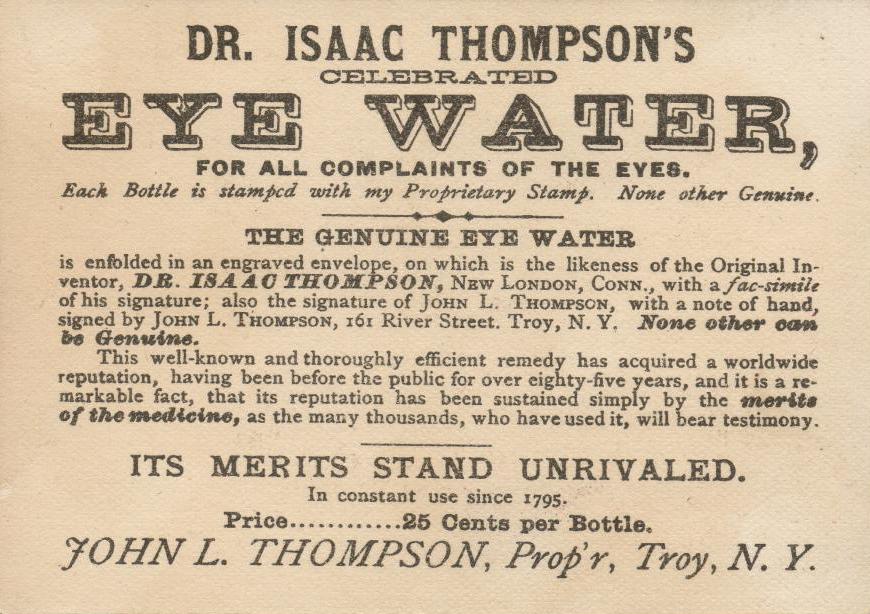 DR. ISAAC THOMPSON'S
CELEBRATED
EYE WATER,
FOR ALL COMPLAINTS OF THE EYES.
Each Bottle is stamped with my Proprietary Stamp. None other Genuine.
THE GENUINE EYE WATER
is enfolded in an engraved envelope, on which is the likeness of the Original In-
ventor, DR. ISAAC THOMPSON, NEW LONDON, CONN., with a fac-simile
of his signature; also the signature of JOHN L. THOMPSON, with a note of hand,
signed by JOHN L. THOMPSON, 161 River Street. Troy, N. Y. None other can
be Genuine.
This well-known and thoroughly efficient remedy has acquired a worldwide
reputation, having been before the public for over eighty-five years, and it is a re-
markable fact, that its reputation has been sustained simply by the merits
of the medicine, as the many thousands, who have used it, will bear testimony.
ITS MERITS STAND UNRIVALED.
In constant use since 1795.
Price............25 Cents per Bottle.
JOHN L. THOMPSON, Prop'r, Troy, N. Y.